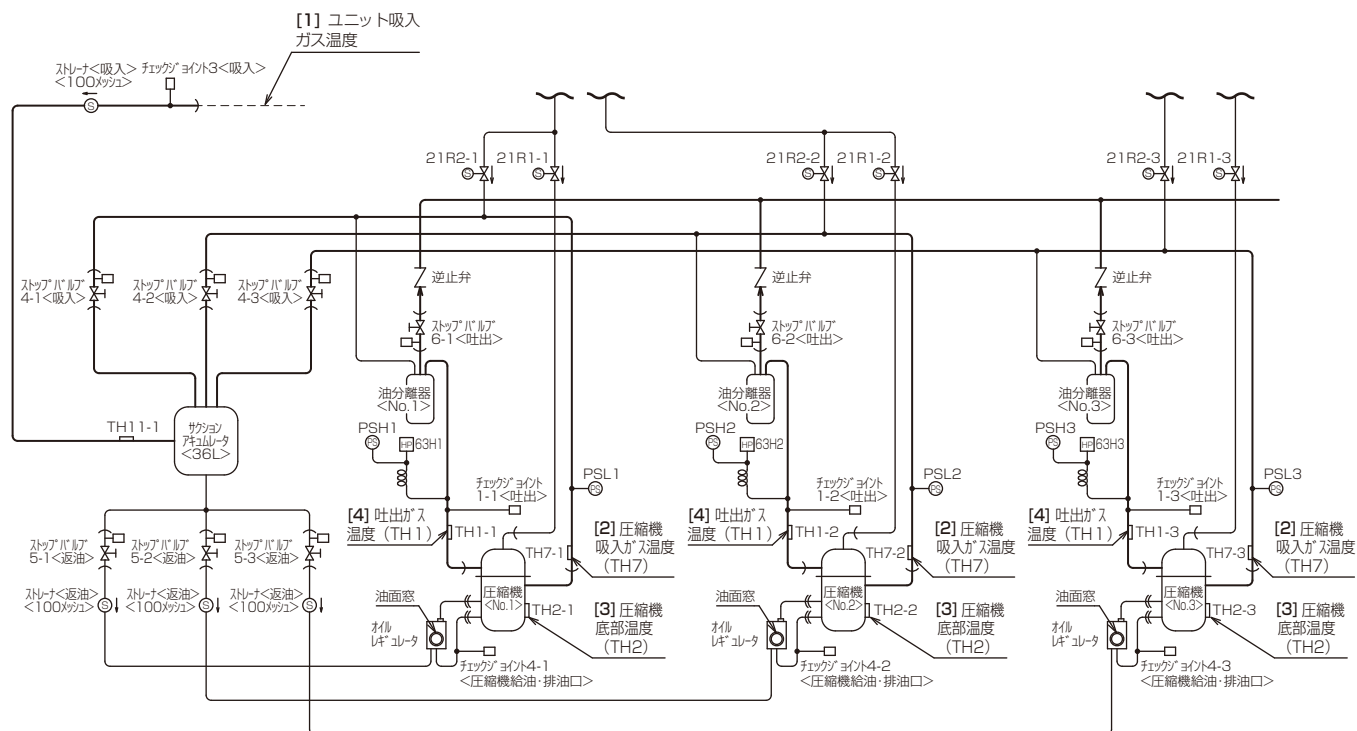 [1] ユニット吸入
ガス温度
ストレーナ<吸入>
<100メッシュ>
チェックジョイント3<吸入>
21R2-1
21R1-1
21R2-2
21R1-2
21R2-3
21R1-3
ストップバルブ
4-1<吸入>
ストップバルブ
4-2<吸入>
ストップバルブ
4-3<吸入>
逆止弁
逆止弁
逆止弁
ストップバルブ
6-1<吐出>
ストップバルブ
6-2<吐出>
ストップバルブ
6-3<吐出>
油分離器
<No.1>
油分離器
<No.2>
油分離器
<No.3>
TH11-1
サクション
アキュムレータ
<36L>
PSH1
PS
HP
63H1
PSH2
PS
HP
63H2
PSH3
PS
HP
63H3
PSL1
PS
PSL2
PS
PSL3
PS
チェックジョイント
1-1<吐出>
チェックジョイント
1-2<吐出>
チェックジョイント
1-3<吐出>
[4] 吐出ガス
温度(TH1)
TH1-1
[4] 吐出ガス
温度(TH1)
TH1-2
[4] 吐出ガス
温度(TH1)
TH1-3
[2] 圧縮機
吸入ガス温度
(TH7)
[2] 圧縮機
吸入ガス温度
(TH7)
[2] 圧縮機
吸入ガス温度
(TH7)
TH7-1
TH7-2
TH7-3
ストップバルブ
5-1<返油>
ストップバルブ
5-2<返油>
ストップバルブ
5-3<返油>
ストレーナ<返油>
<100メッシュ>
ストレーナ<返油>
<100メッシュ>
ストレーナ<返油>
<100メッシュ>
油面窓
オイル
レギュレータ
圧縮機
<No.1>
TH2-1
[3] 圧縮機
底部温度
(TH2)
油面窓
オイル
レギュレータ
圧縮機
<No.2>
TH2-2
[3] 圧縮機
底部温度
(TH2)
油面窓
オイル
レギュレータ
圧縮機
<No.3>
TH2-3
[3] 圧縮機
底部温度
(TH2)
チェックジョイント4-1
<圧縮機給油・排油口>
チェックジョイント4-2
<圧縮機給油・排油口>
チェックジョイント4-3
<圧縮機給油・排油口>
S
S
S
S
S
S
S
S
S
S